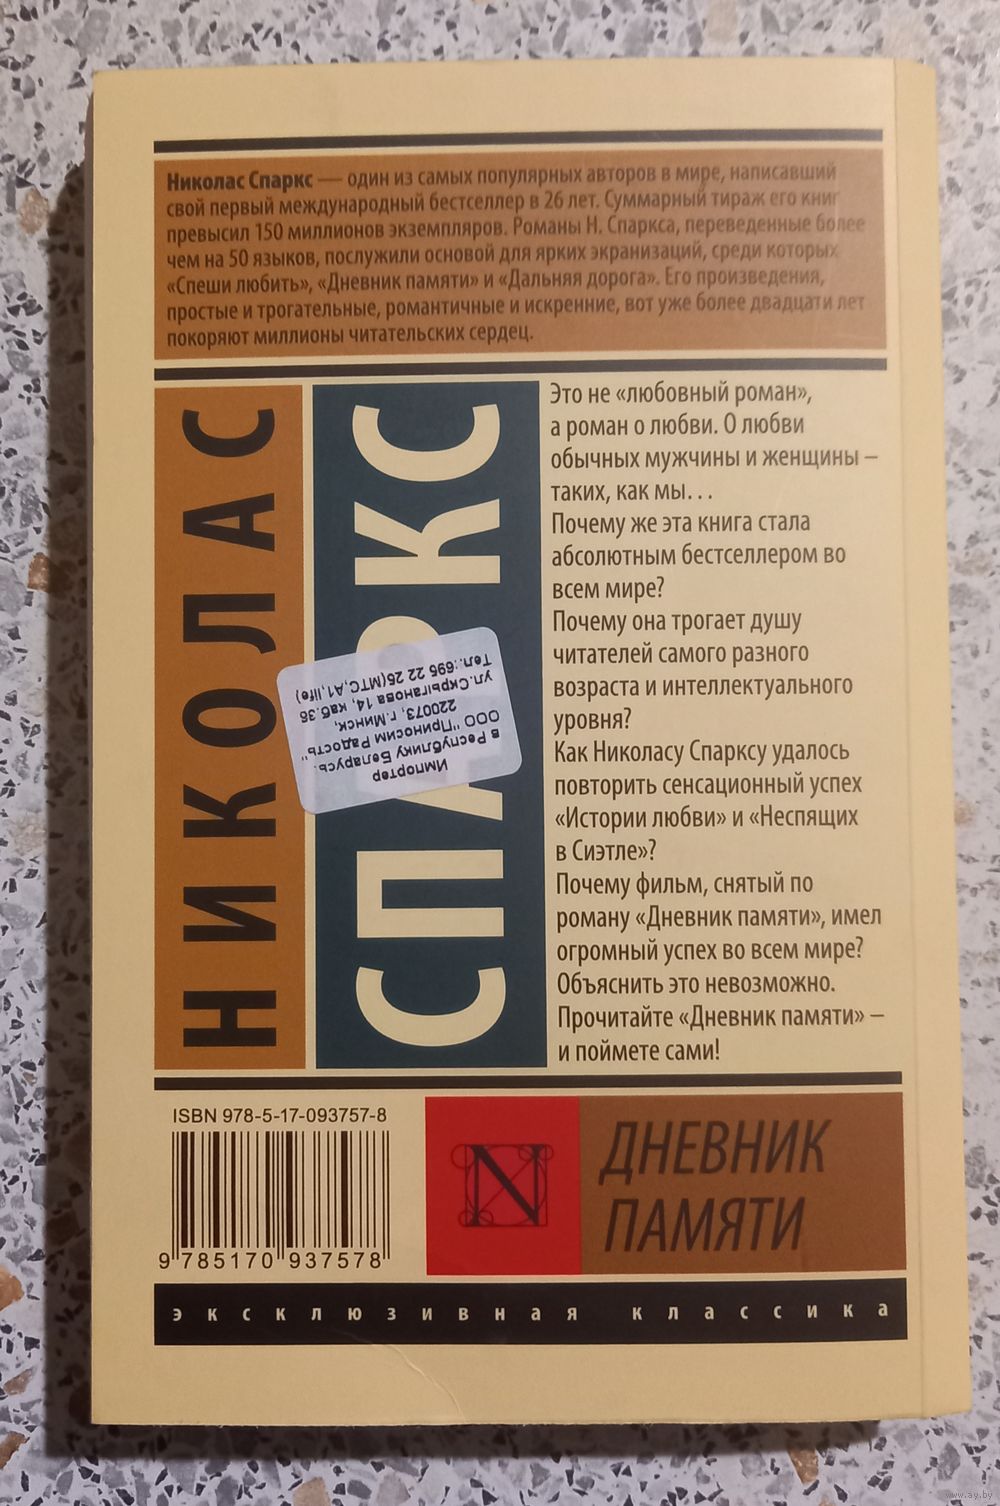 Николас Спаркс — один из самых популярных авторов в мире, написавший
свой первый международный бестселлер в 26 лет. Суммарный тираж его книг
превысил 150 миллионов экземпляров. Романы Н. Спаркса, переведенные более
чем на 50 языков, послужили основой для ярких экранизаций, среди которых
«Спеши любить», «Дневник памяти» и «Дальняя дорога». Его произведения,
простые и трогательные, романтичные и искренние, вот уже более двадцати лет
покоряют миллионы читательских сердец.
НИКОЛАС
СПАРКС
Импортер
в Республику Беларусь.
ООО "Приносим Радость"
220073, г.Минск,
ул.Скрыганова 14, каб.36
Тел.:695 22 25(МТС,А1,life)
Это не «любовный роман»,
а роман о любви. О любви
обычных мужчины и женщины –
таких, как мы...
Почему же эта книга стала
абсолютным бестселлером во
всем мире?
Почему она трогает душу
читателей самого разного
возраста и интеллектуального
уровня?
Как Николасу Спарксу удалось
повторить сенсационный успех
«Истории любви» и «Неспящих
в Сиэтле»?
Почему фильм, снятый по
роману «Дневник памяти», имел
огромный успех во всем мире?
Объяснить это невозможно.
Прочитайте «Дневник памяти» –
и поймете сами!
ISBN 978-5-17-093757-8
9 785170 937578
N
ДНЕВНИК
ПАМЯТИ
эксклюзивная классика
www.ay.by